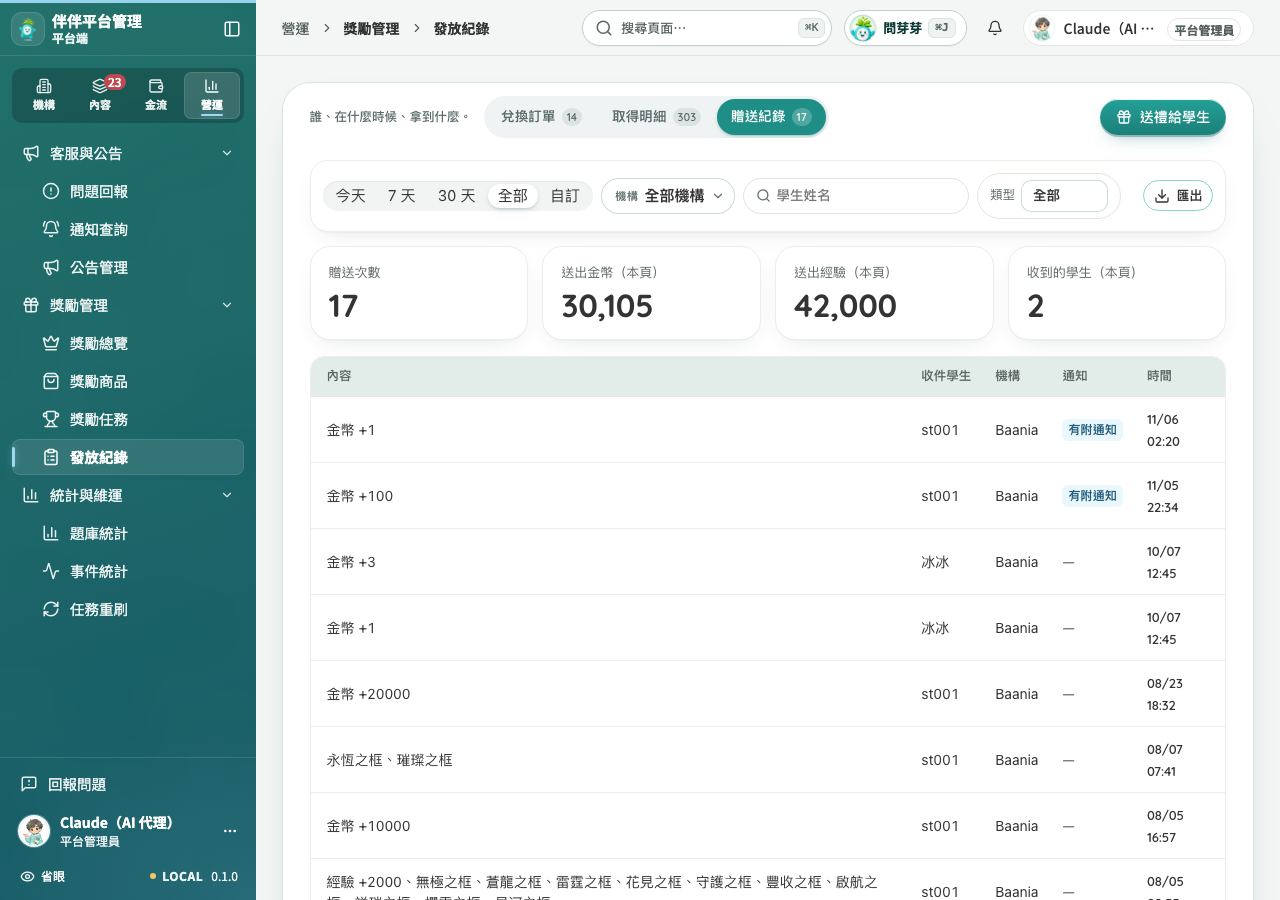 伴伴平台管理
平台端
機構
內容
23
金流
營運
客服與公告
問題回報
通知查詢
公告管理
獎勵管理
獎勵總覽
獎勵商品
獎勵任務
發放紀錄
統計與維運
題庫統計
事件統計
任務重刷
回報問題
Claude（AI 代理）
平台管理員
省眼
LOCAL 0.1.0
營運 > 獎勵管理 > 發放紀錄
搜尋頁面… ⌘K
問芽芽 ⌘J
Claude（AI … 平台管理員
誰、在什麼時候、拿到什麼。
兌換訂單 14
取得明細 303
贈送紀錄 17
送禮給學生
今天 7 天 30 天 全部 自訂
機構 全部機構
學生姓名
類型 全部
匯出
贈送次數
17
送出金幣（本頁）
30,105
送出經驗（本頁）
42,000
收到的學生（本頁）
2
內容 收件學生 機構 通知 時間
金幣 +1 st001 Baania 有附通知 11/06 02:20
金幣 +100 st001 Baania 有附通知 11/05 22:34
金幣 +3 冰冰 Baania — 10/07 12:45
金幣 +1 冰冰 Baania — 10/07 12:45
金幣 +20000 st001 Baania — 08/23 18:32
永恆之框、璀璨之框 st001 Baania — 08/07 07:41
金幣 +10000 st001 Baania — 08/05 16:57
經驗 +2000、無極之框、蒼龍之框、雷霆之框、花見之框、守護之框、豐收之框、啟航之 st001 Baania — 08/05